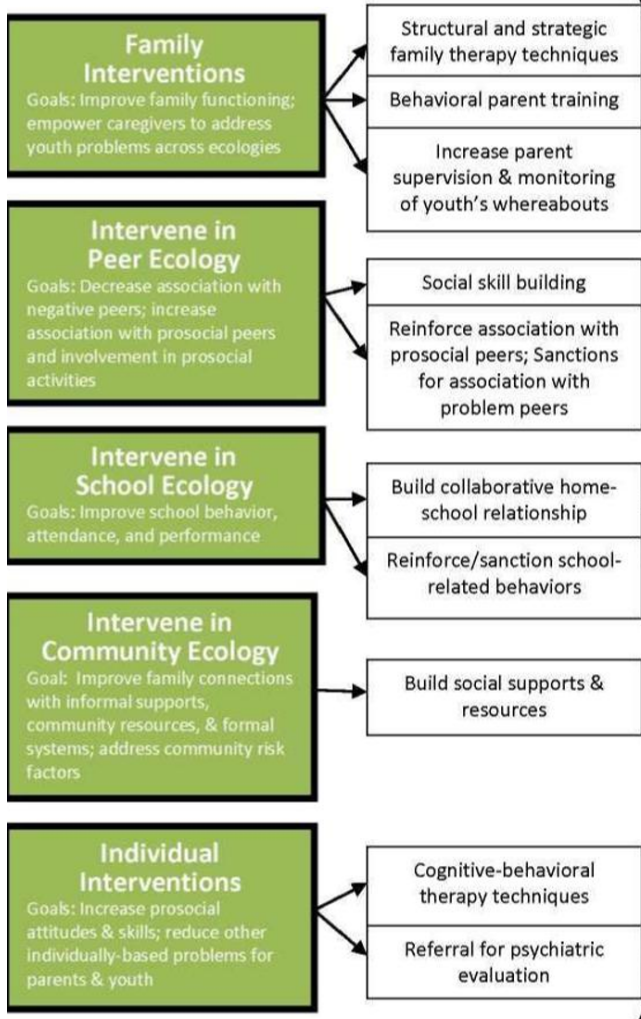 Family
Interventions
Goals: Improve family functioning;
empower caregivers to address
youth problems across ecologies
Structural and strategic
family therapy techniques
Behavioral parent training
Increase parent
supervision & monitoring
of youth's whereabouts
Intervene in
Peer Ecology
Goals: Decrease association with
negative peers; increase
association with prosocial peers
and involvement in prosocial
activities
Social skill building
Reinforce association with
prosocial peers; Sanctions
for association with
problem peers
Intervene in
School Ecology
Goals: Improve school behavior,
attendance, and performance
Build collaborative home-
school relationship
Reinforce/sanction school-
related behaviors
Intervene in
Community Ecology
Goal:  Improve family connections
with informal supports,
community resources, & formal
systems; address community risk
factors
Build social supports &
resources
Individual
Interventions
Goals: Increase prosocial
attitudes & skills; reduce other
individually-based problems for
parents & youth
Cognitive-behavioral
therapy techniques
Referral for psychiatric
evaluation